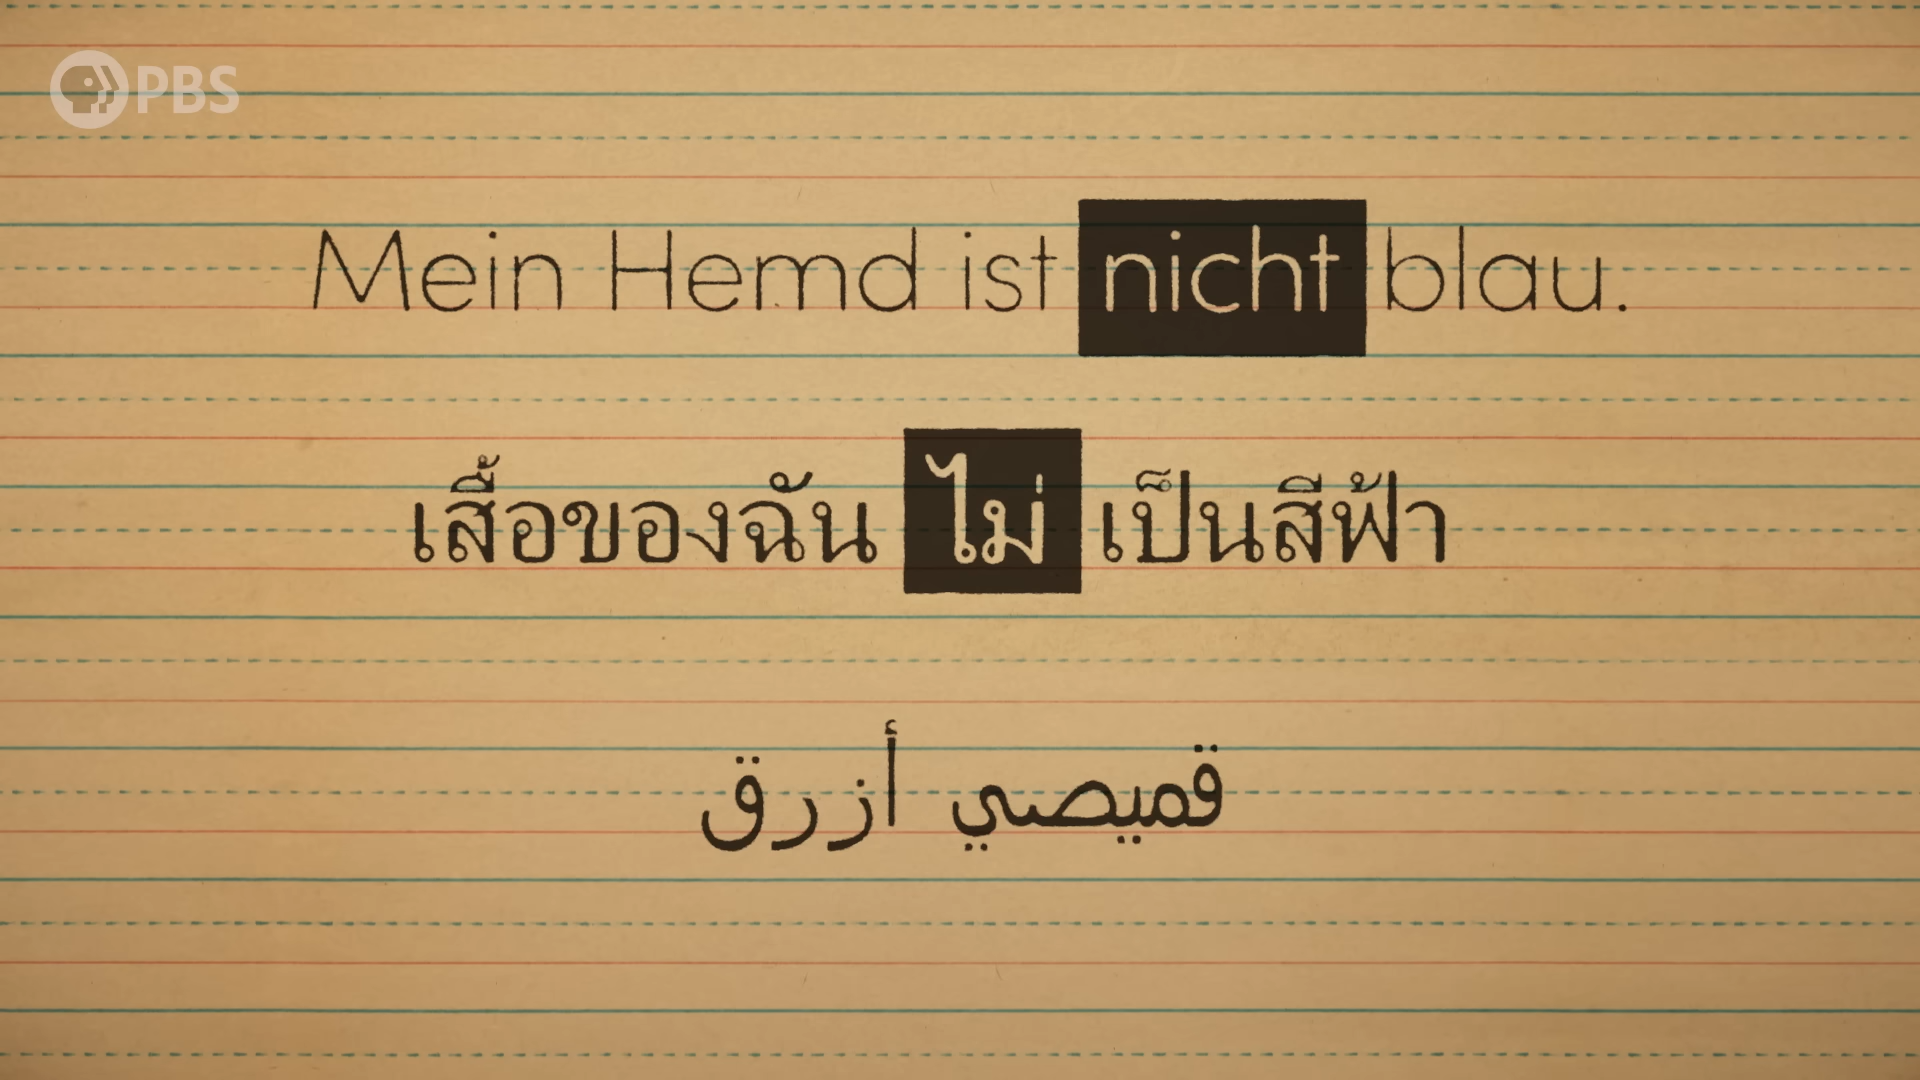 PBS
Mein Hemd ist nicht blau.
เสื้อของฉัน ไม่ เป็นสีฟ้า
قميصي أزرق